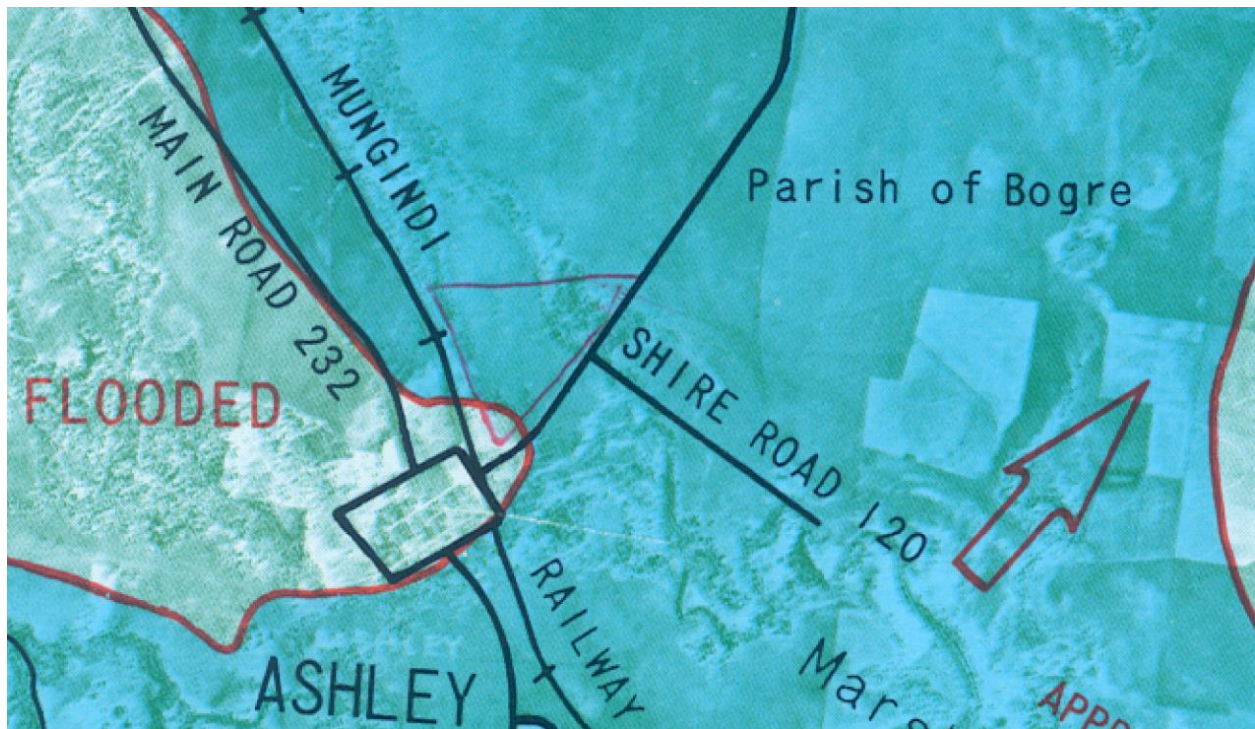 MUNGINDI
MAIN ROAD 232
Parish of Bogre
SHIRE ROAD 120
FLOODED
RAILWAY
ASHLEY